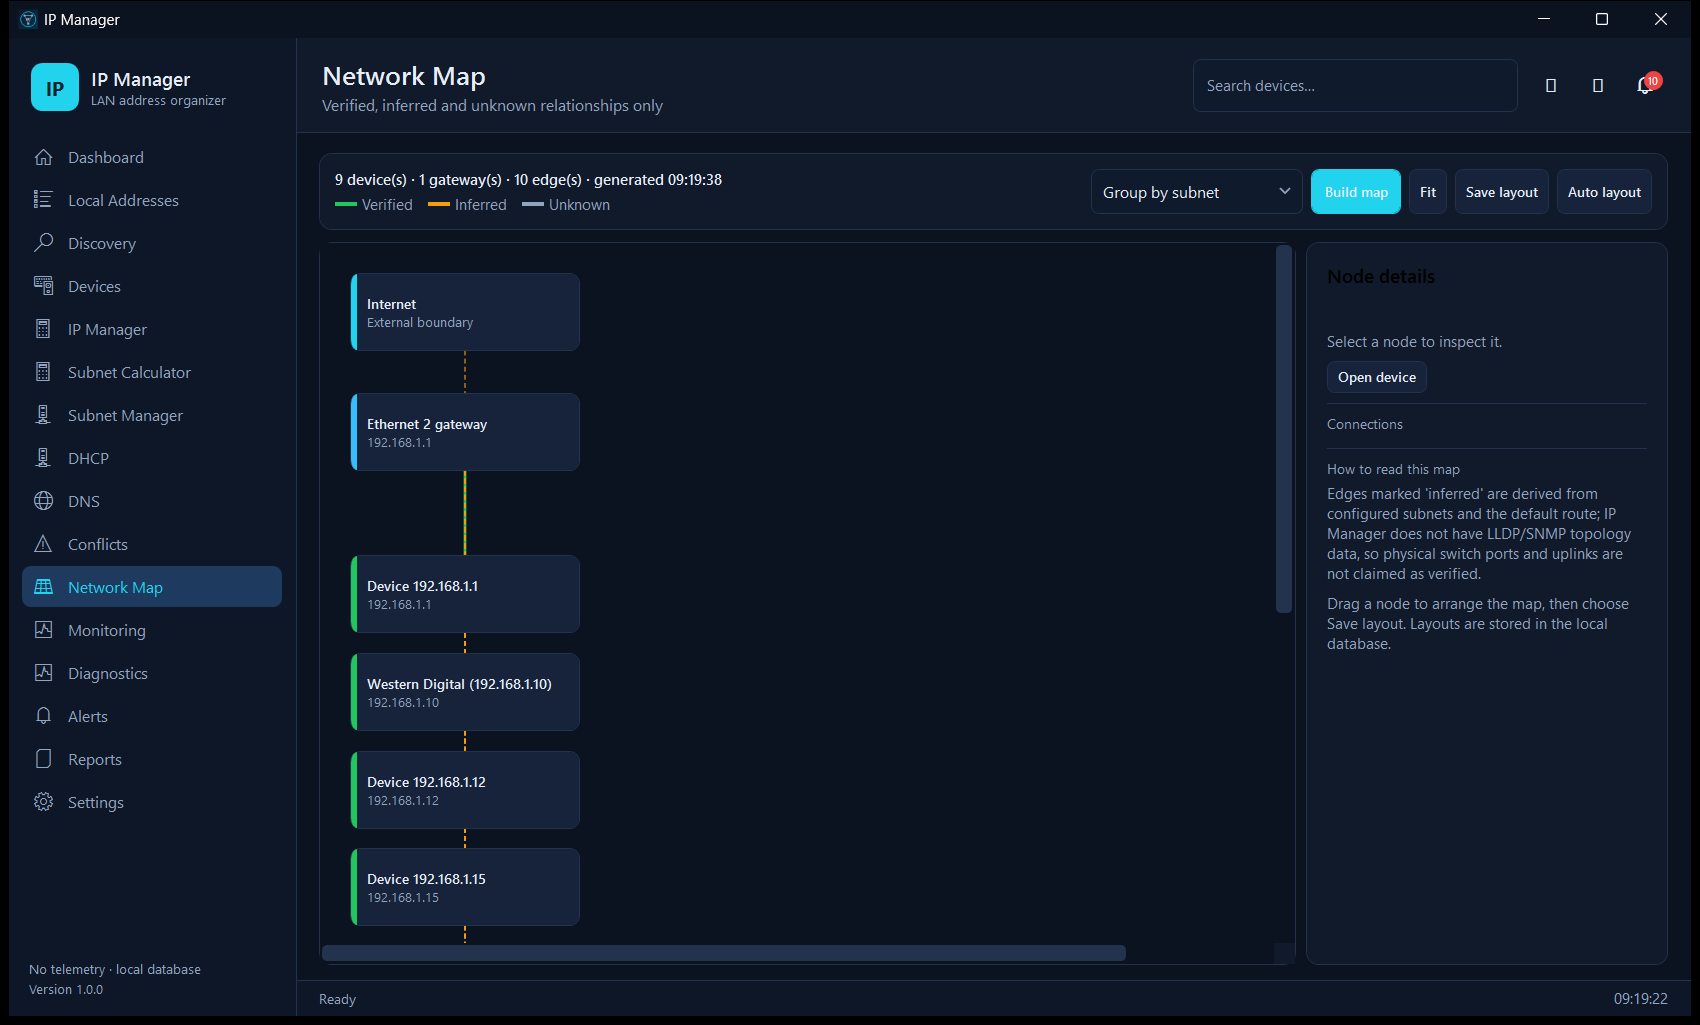 IP Manager
IP
IP Manager
LAN address organizer
Dashboard
Local Addresses
Discovery
Devices
IP Manager
Subnet Calculator
Subnet Manager
DHCP
DNS
Conflicts
Network Map
Monitoring
Diagnostics
Alerts
Reports
Settings
No telemetry · local database
Version 1.0.0
Network Map
Verified, inferred and unknown relationships only
Search devices...
10
9 device(s) · 1 gateway(s) · 10 edge(s) · generated 09:19:38
Verified Inferred Unknown
Group by subnet
Build map
Fit
Save layout
Auto layout
Internet
External boundary
Ethernet 2 gateway
192.168.1.1
Device 192.168.1.1
192.168.1.1
Western Digital (192.168.1.10)
192.168.1.10
Device 192.168.1.12
192.168.1.12
Device 192.168.1.15
192.168.1.15
Node details
Select a node to inspect it.
Open device
Connections
How to read this map
Edges marked 'inferred' are derived from
configured subnets and the default route; IP
Manager does not have LLDP/SNMP topology
data, so physical switch ports and uplinks are
not claimed as verified.
Drag a node to arrange the map, then choose
Save layout. Layouts are stored in the local
database.
Ready
09:19:22